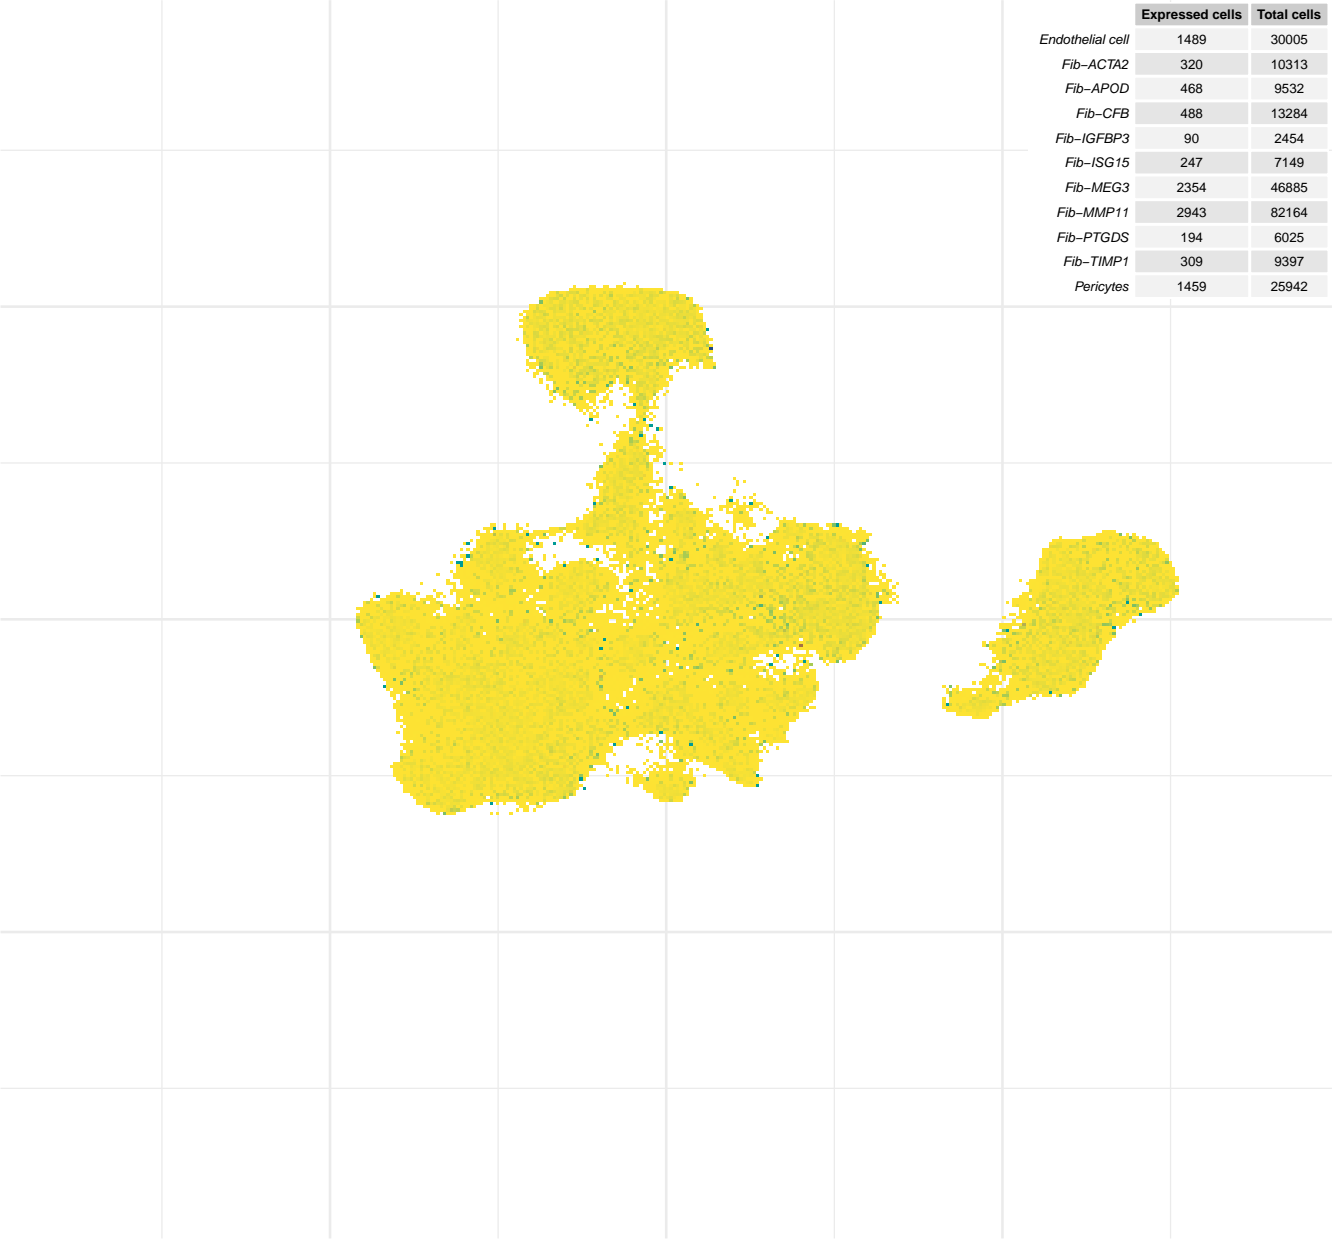 Expressed cells Total cells
Endothelial cell 1489 30005
Fib−ACTA2 320 10313
Fib−APOD 468 9532
Fib−CFB 488 13284
Fib−IGFBP3 90 2454
Fib−ISG15 247 7149
Fib−MEG3 2354 46885
Fib−MMP11 2943 82164
Fib−PTGDS 194 6025
Fib−TIMP1 309 9397
Pericytes 1459 25942